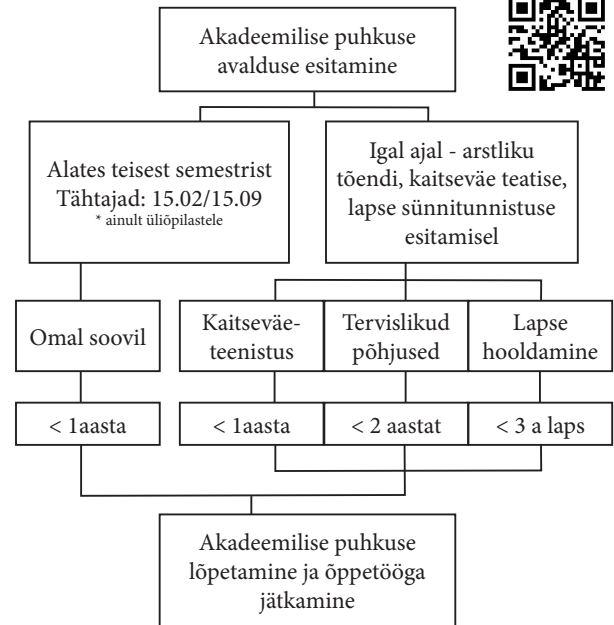 Akadeemilise puhkuse
avalduse esitamine
Alates teisest semestrist
Tähtajad: 15.02/15.09
* ainult üliõpilastele
Igal ajal - arstliku
tõendi, kaitseväe teatise,
lapse sünnitunnistuse
esitamisel
Omal soovil
Kaitseväe-
teenistus
Tervislikud
põhjused
Lapse
hooldamine
< 1aasta
< 1aasta
< 2 aastat
< 3 a laps
Akadeemilise puhkuse
lõpetamine ja õppetööga
jätkamine